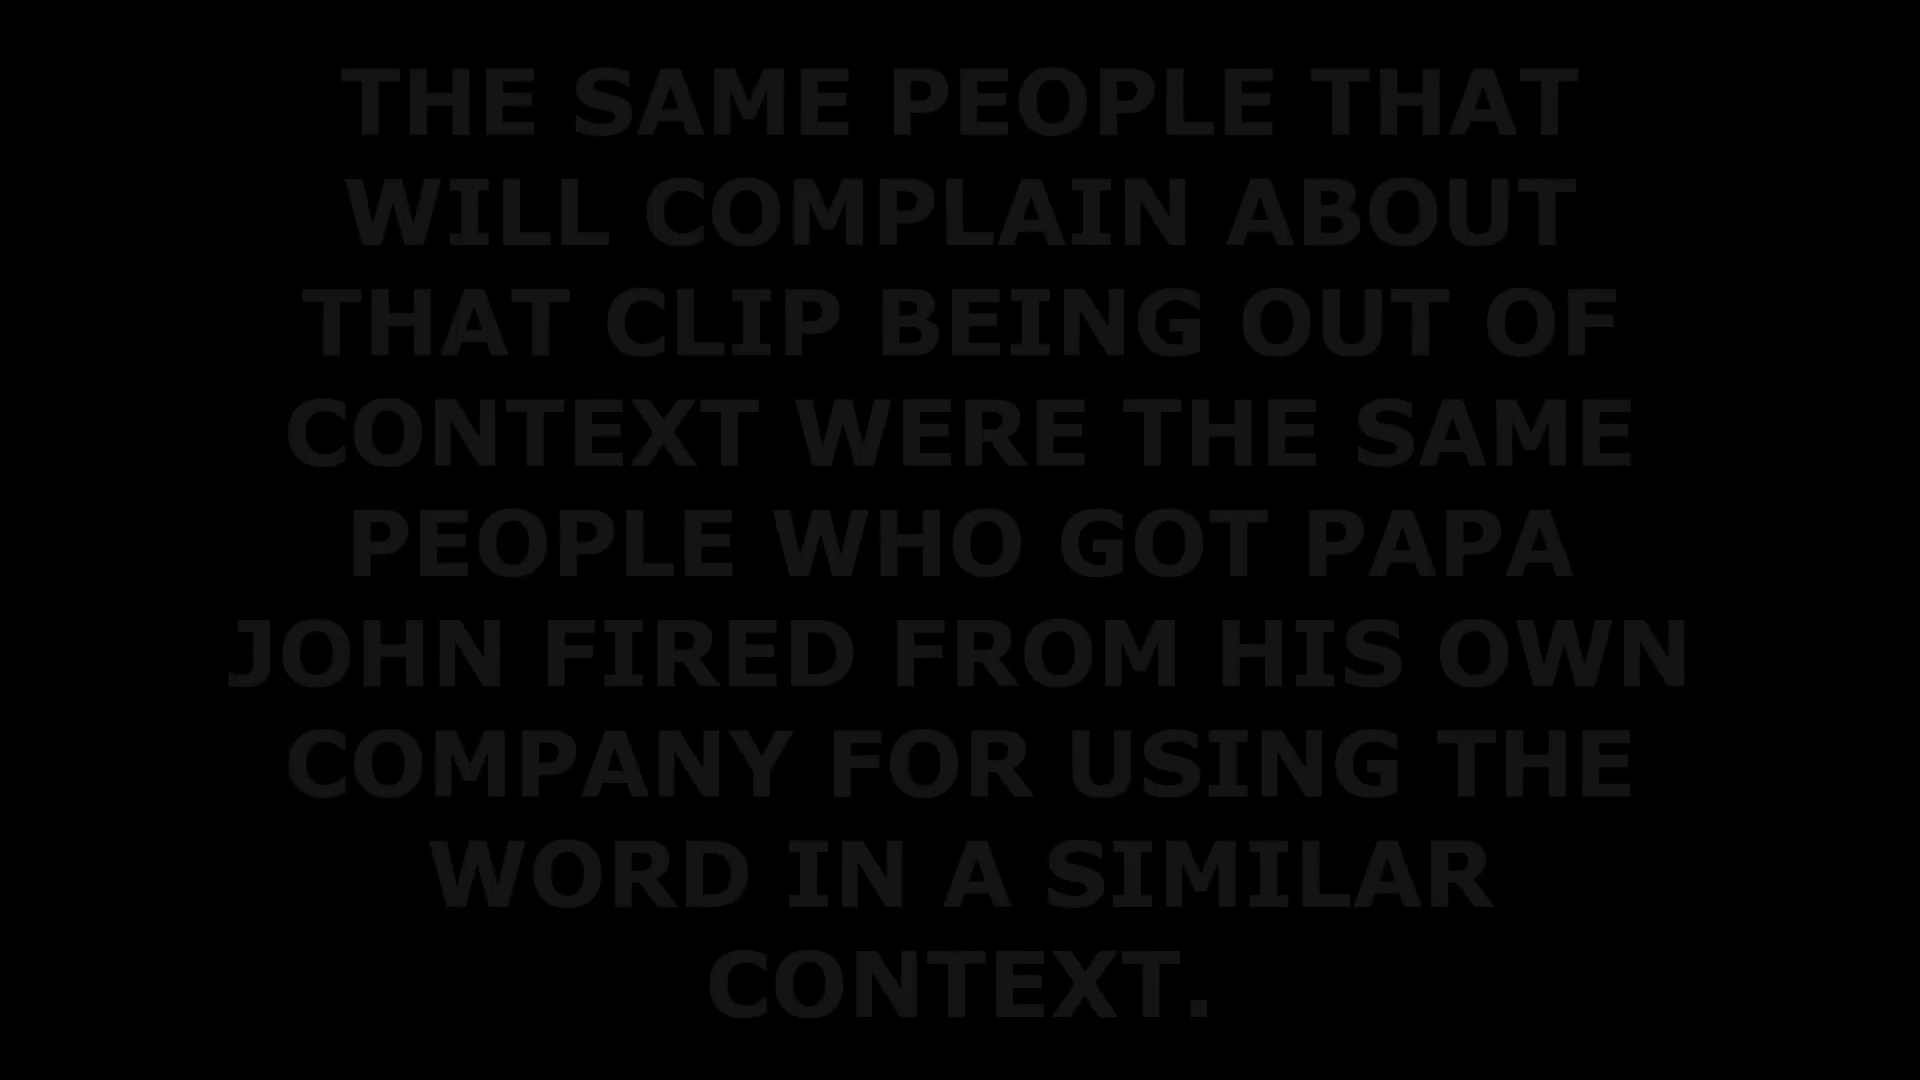 THE SAME PEOPLE THAT
WILL COMPLAIN ABOUT
THAT CLIP BEING OUT OF
CONTEXT WERE THE SAME
PEOPLE WHO GOT PAPA
JOHN FIRED FROM HIS OWN
COMPANY FOR USING THE
WORD IN A SIMILAR
CONTEXT.